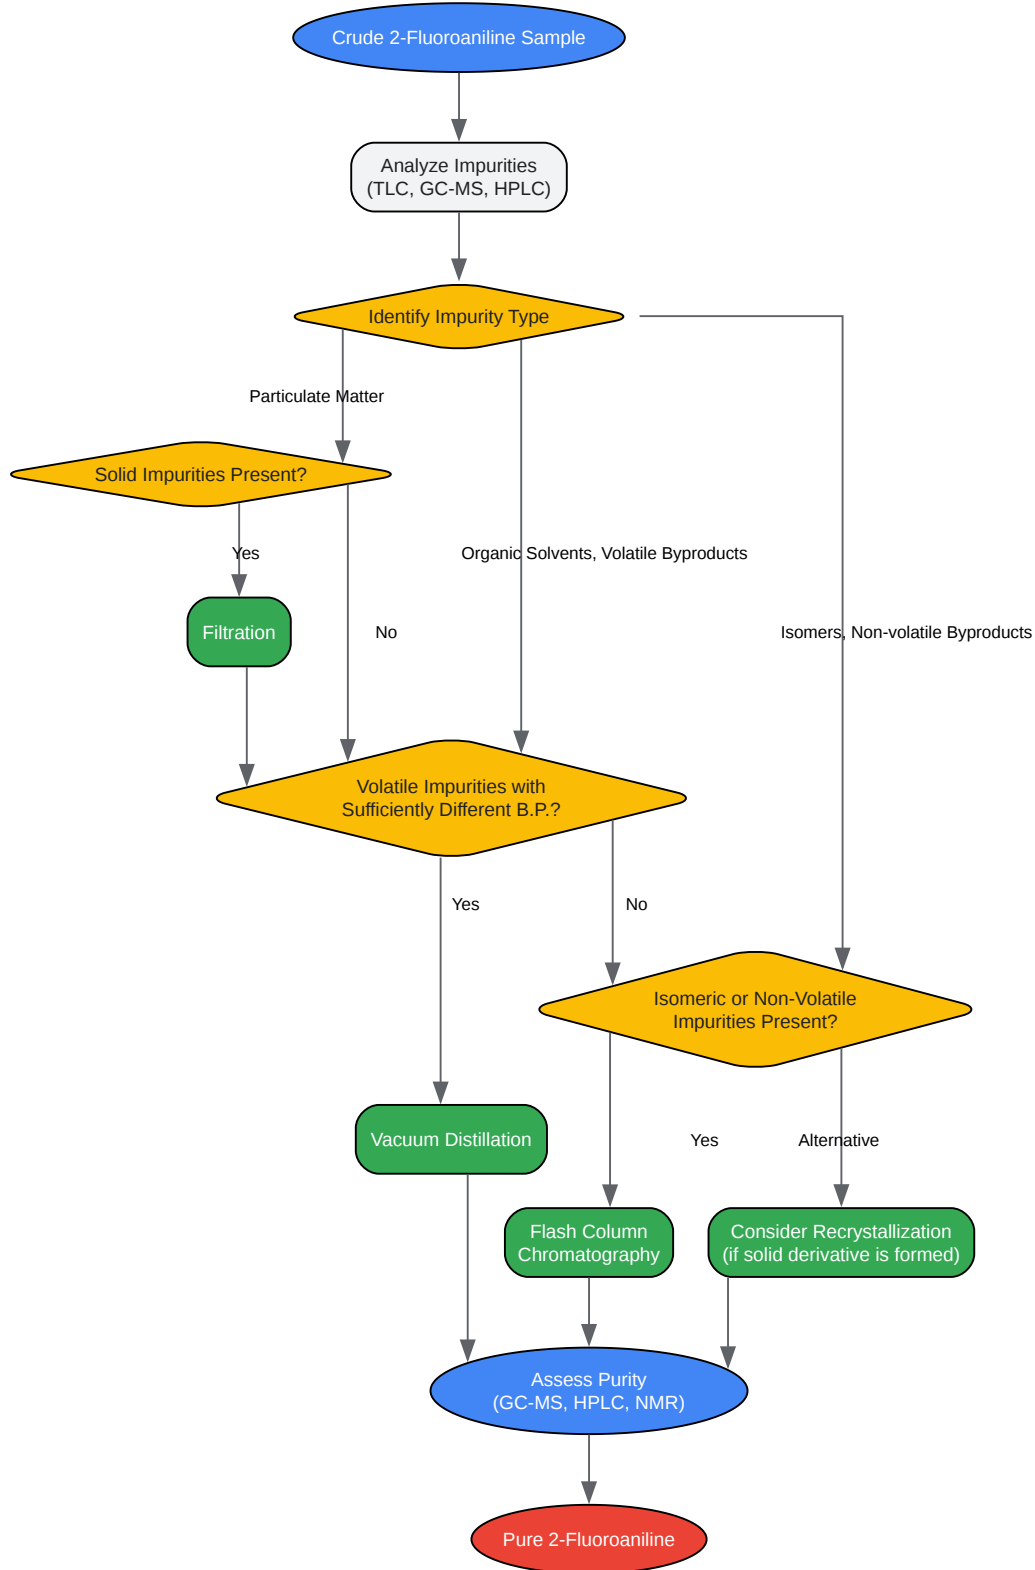 Crude 2-Fluoroaniline Sample
Analyze Impurities
(TLC, GC-MS, HPLC)
Identify Impurity Type
Particulate Matter
Solid Impurities Present?
Yes
Organic Solvents, Volatile Byproducts
Filtration
No
Isomers, Non-volatile Byproducts
Volatile Impurities with
Sufficiently Different B.P.?
Yes
No
Isomeric or Non-Volatile
Impurities Present?
Vacuum Distillation
Yes
Alternative
Flash Column
Chromatography
Consider Recrystallization
(if solid derivative is formed)
Assess Purity
(GC-MS, HPLC, NMR)
Pure 2-Fluoroaniline